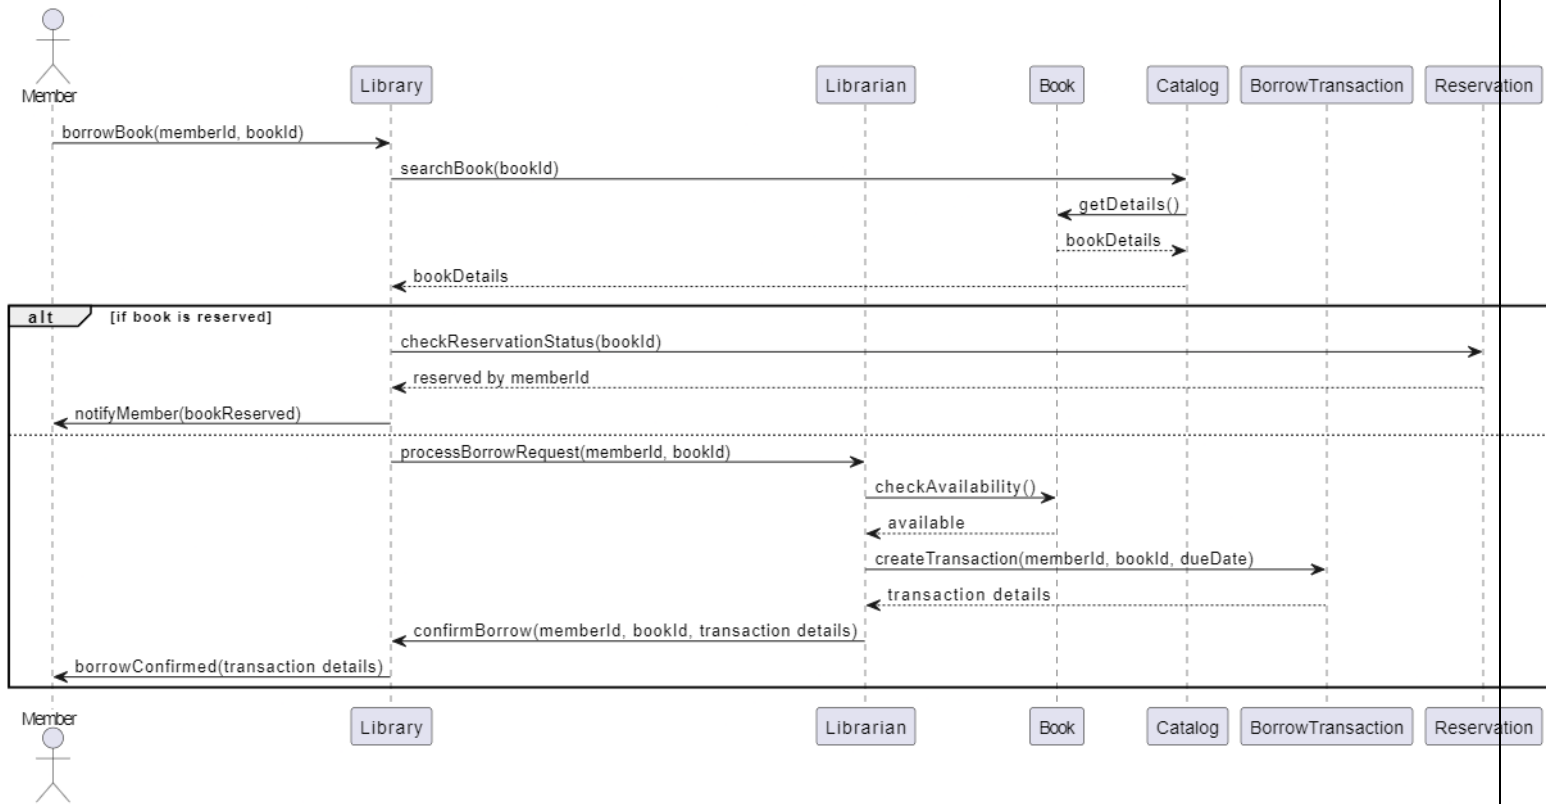 Member
Library
Librarian
Book
Catalog
BorrowTransaction
Reservation
borrowBook(memberId, bookId)
searchBook(bookId)
getDetails()
bookDetails
bookDetails
alt [if book is reserved]
checkReservationStatus(bookId)
reserved by memberId
notifyMember(bookReserved)
processBorrowRequest(memberId, bookId)
checkAvailability()
available
createTransaction(memberId, bookId, dueDate)
transaction details
confirmBorrow(memberId, bookId, transaction details)
borrowConfirmed(transaction details)
Member
Library
Librarian
Book
Catalog
BorrowTransaction
Reservation